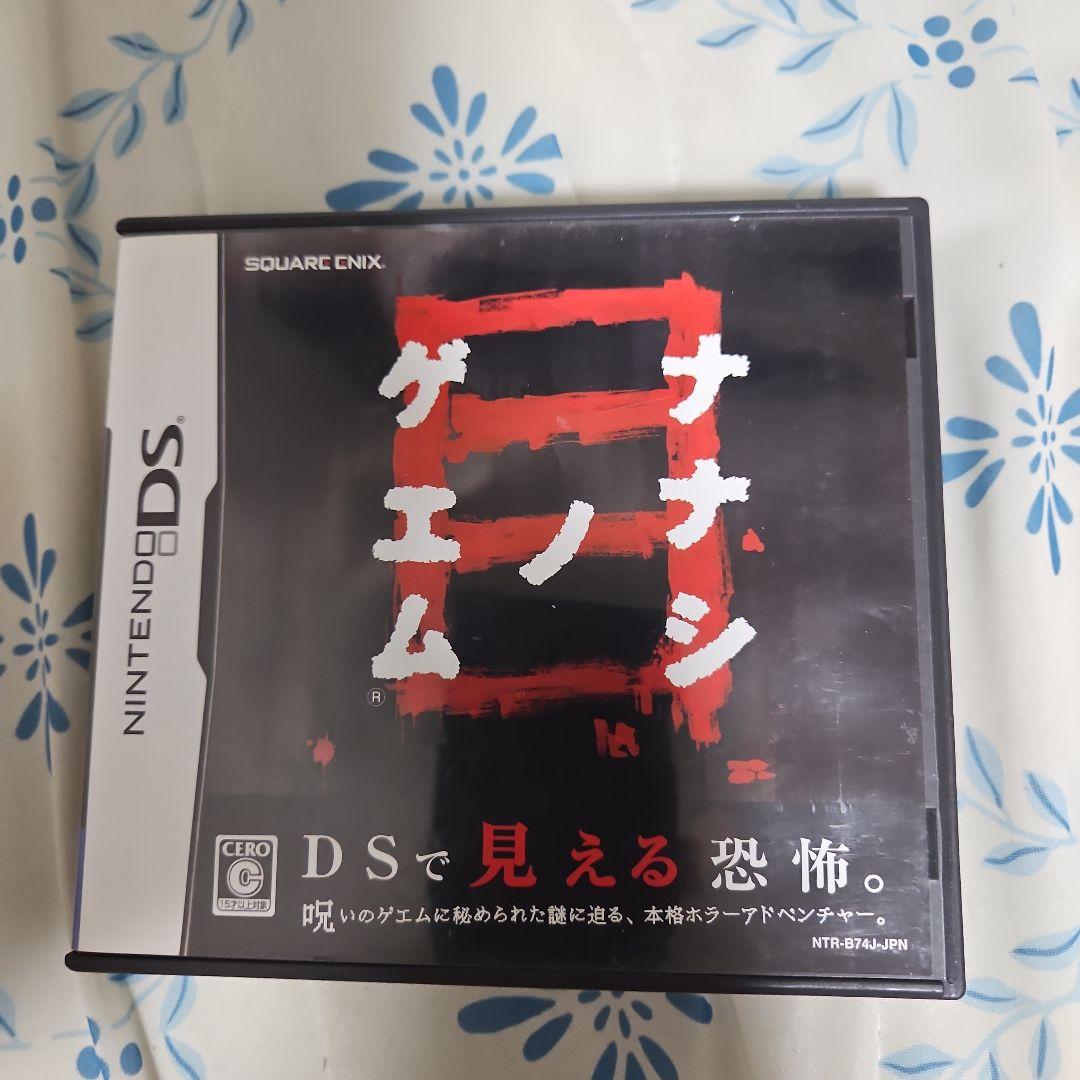 SQUARE ENIX®
ナナシ
ノ
ゲエム®
NINTENDO DS®
CERO
C
15才以上対象
DSで見える恐怖。
呪いのゲエムに秘められた謎に迫る、本格ホラーアドベンチャー。
NTR-B74J-JPN